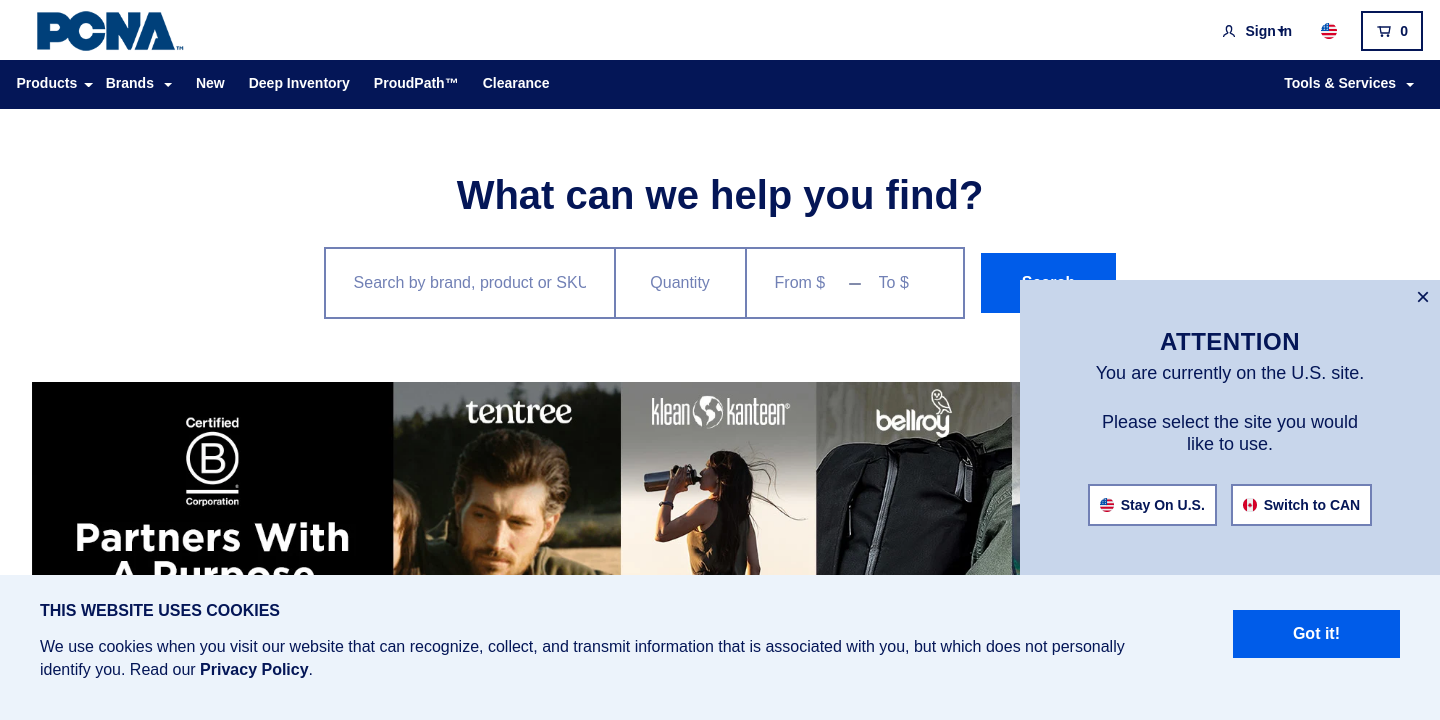 PCNA™
Sign In
0
Products
Brands
New
Deep Inventory
ProudPath™
Clearance
Tools & Services
What can we help you find?
Search by brand, product or SKU
Quantity
From $
To $
ATTENTION
You are currently on the U.S. site.
Please select the site you would
like to use.
Stay On U.S.
Switch to CAN
Certified
B
Corporation
Partners With
A Purpose
tentree
klean kanteen®
bellroy
THIS WEBSITE USES COOKIES
We use cookies when you visit our website that can recognize, collect, and transmit information that is associated with you, but which does not personally
identify you. Read our Privacy Policy.
Got it!